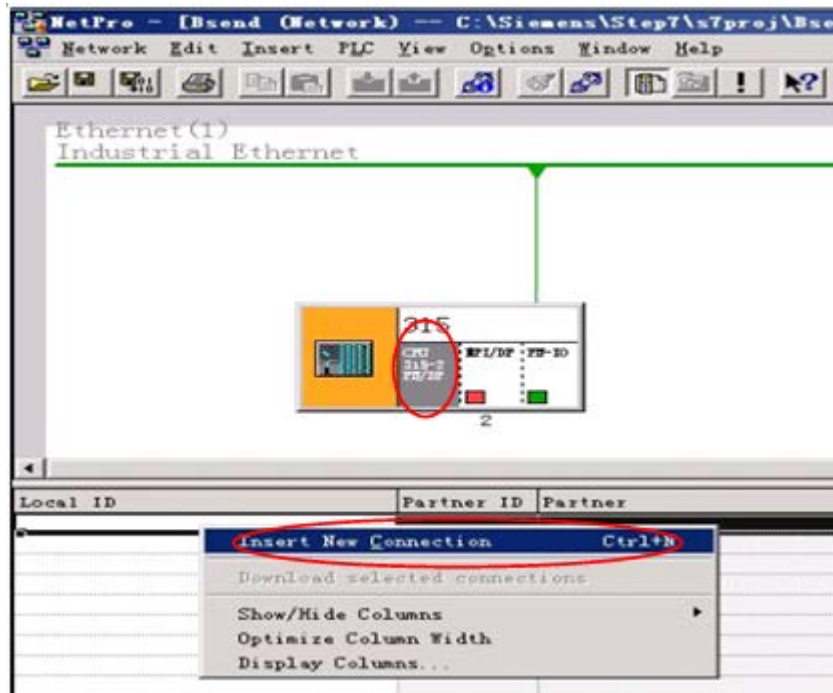 NetPro - [Bsend (Network) -- C:\Siemens\Step7\s7proj\Bse
Network Edit Insert PLC View Options Window Help
Ethernet(1)
Industrial Ethernet
315
CPU
315-2
PN/DP
MPI/DP
PN-IO
2
Local ID Partner ID Partner
Insert New Connection Ctrl+N
Download selected connections
Show/Hide Columns
Optimize Column Width
Display Columns...